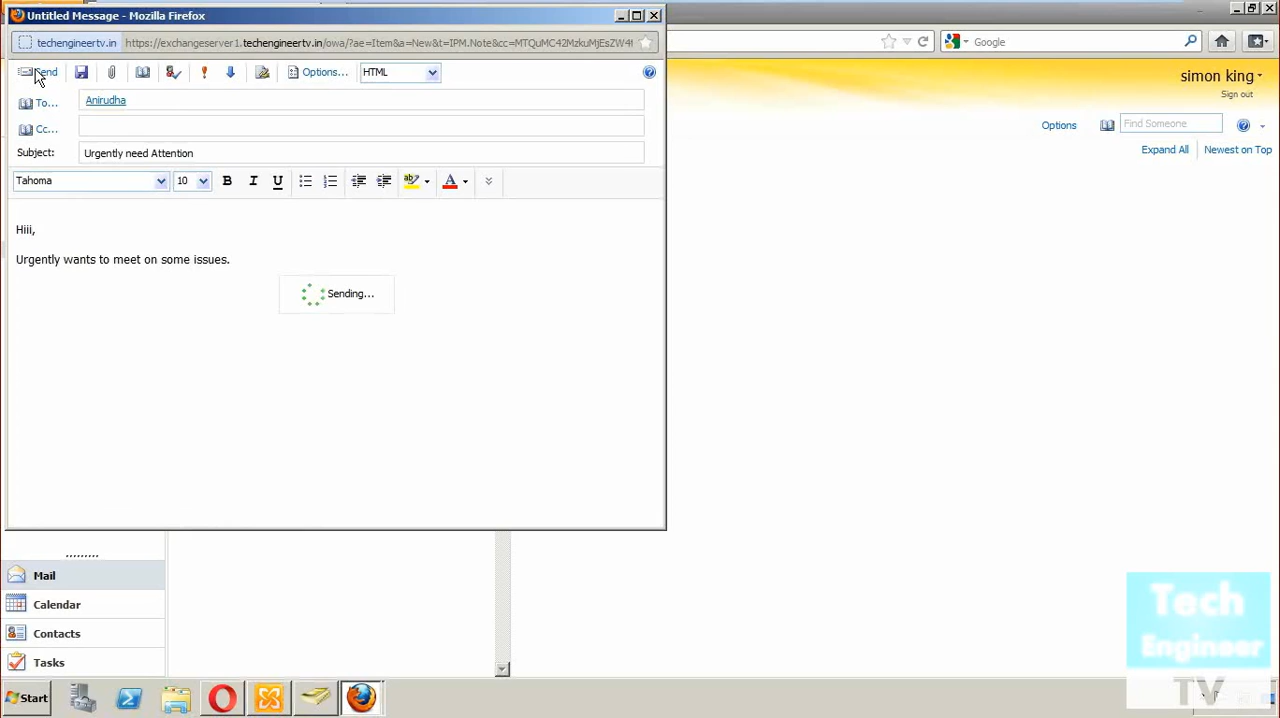 Untitled Message - Mozilla Firefox
techengineertv.in https://exchangeserver1.techengineertv.in/owa/?ae=Item&a=New&t=IPM.Note&cc=MTQuMC42MzkuMjEsZW4t
Google
Send
Options...
HTML
simon king
Sign out
To...
Anirudha
Options
Find Someone
Cc...
Subject:
Urgently need Attention
Expand All
Newest on Top
Tahoma
10
B
I
U
ab
A
Hiii,
Urgently wants to meet on some issues.
Sending...
Mail
Calendar
Contacts
Tasks
Tech
Engineer
TV
Start